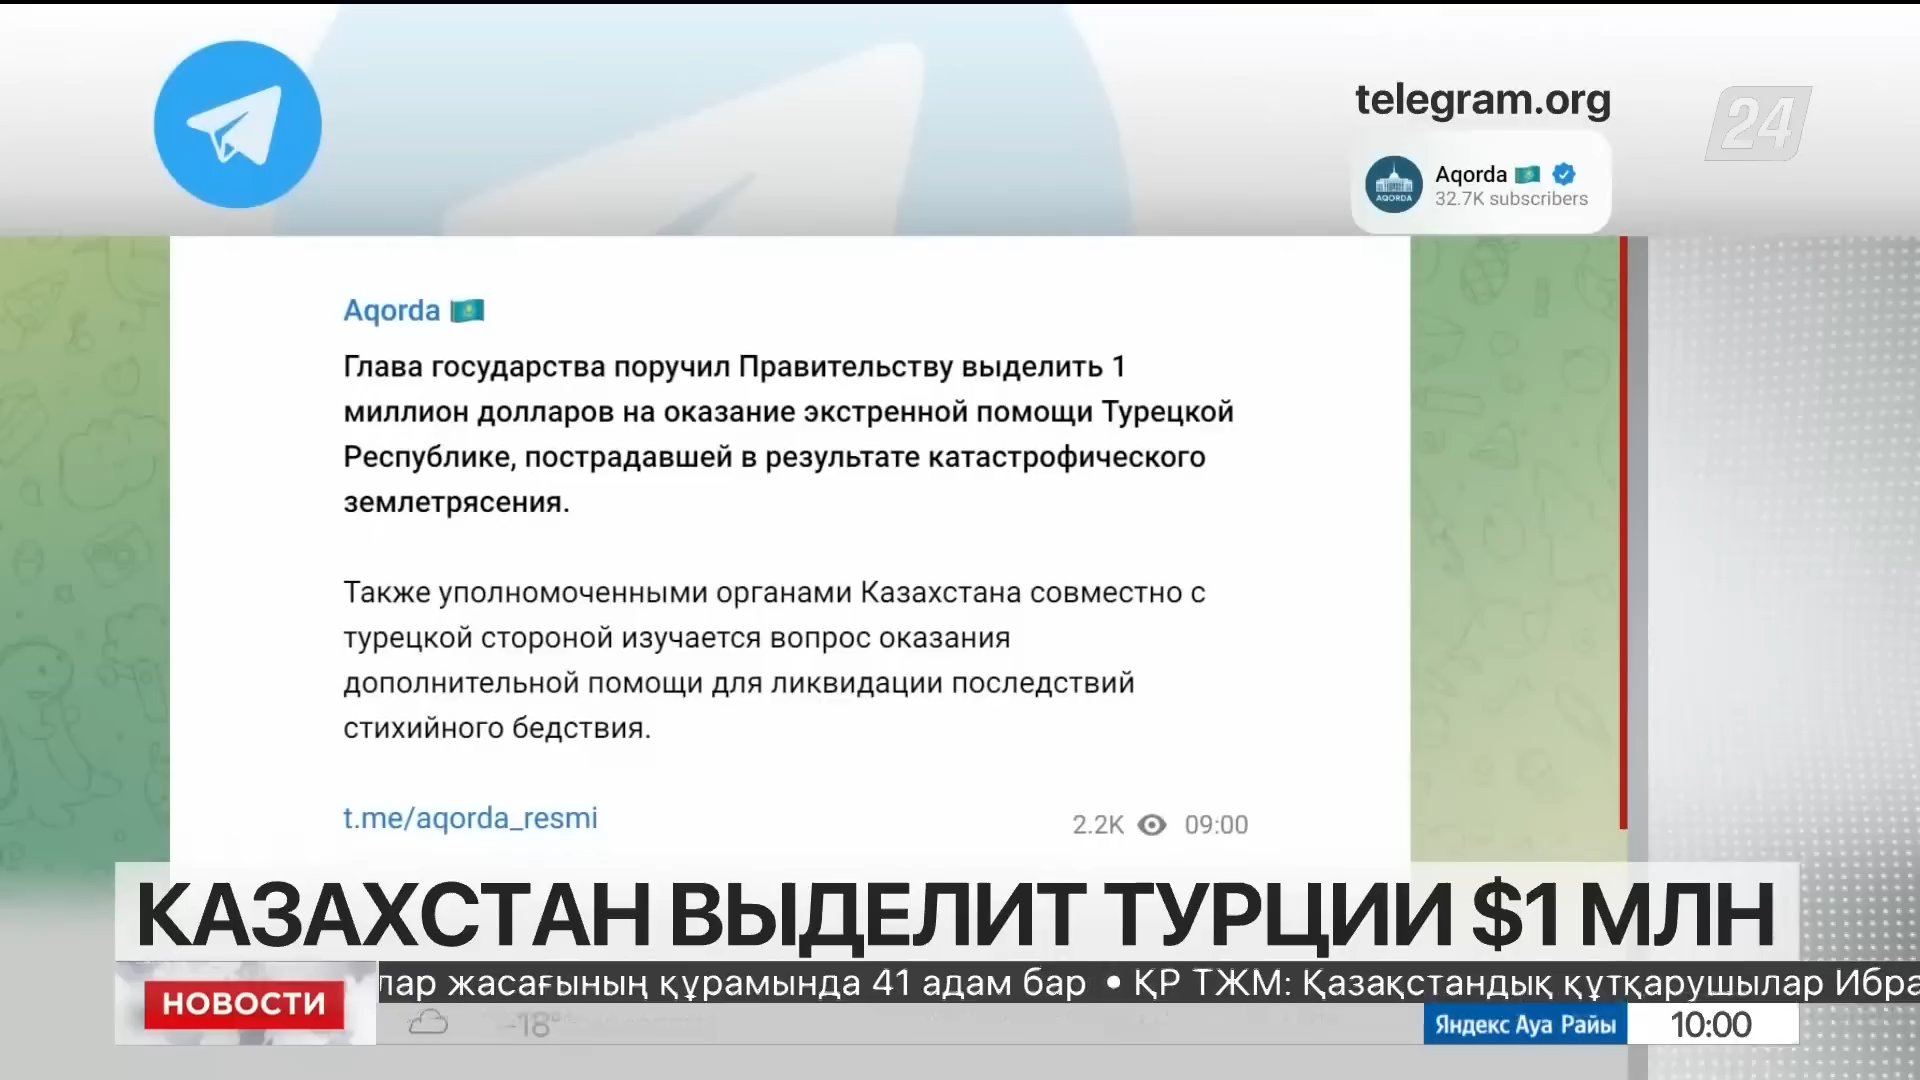 telegram.org
24
Aqorda
32.7K subscribers
AQORDA
Aqorda
Глава государства поручил Правительству выделить 1
миллион долларов на оказание экстренной помощи Турецкой
Республике, пострадавшей в результате катастрофического
землетрясения.
Также уполномоченными органами Казахстана совместно с
турецкой стороной изучается вопрос оказания
дополнительной помощи для ликвидации последствий
стихийного бедствия.
t.me/aqorda_resmi
2.2K 09:00
КАЗАХСТАН ВЫДЕЛИТ ТУРЦИИ $1 МЛН
НОВОСТИ
лар жасағының құрамында 41 адам бар • ҚР ТЖМ: Қазақстандық құтқарушылар Ибра
-18°
Яндекс Ауа Райы
10:00